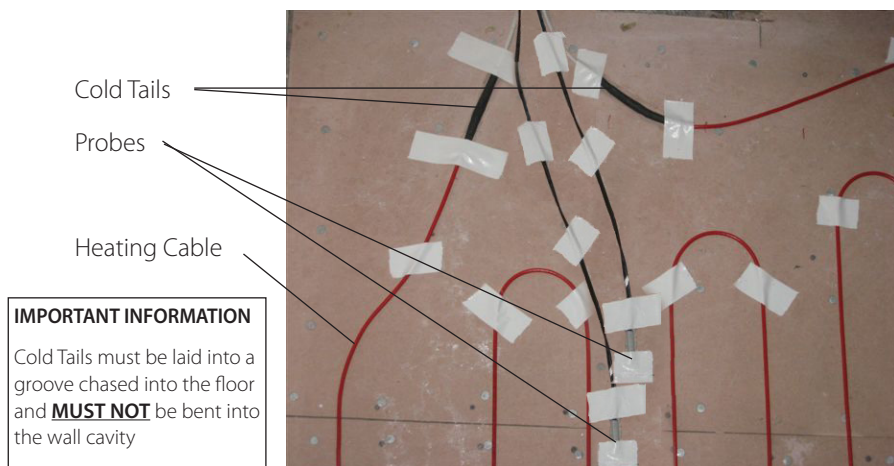 Cold Tails
Probes
Heating Cable
IMPORTANT INFORMATION
Cold Tails must be laid into a
groove chased into the floor
and MUST NOT be bent into
the wall cavity